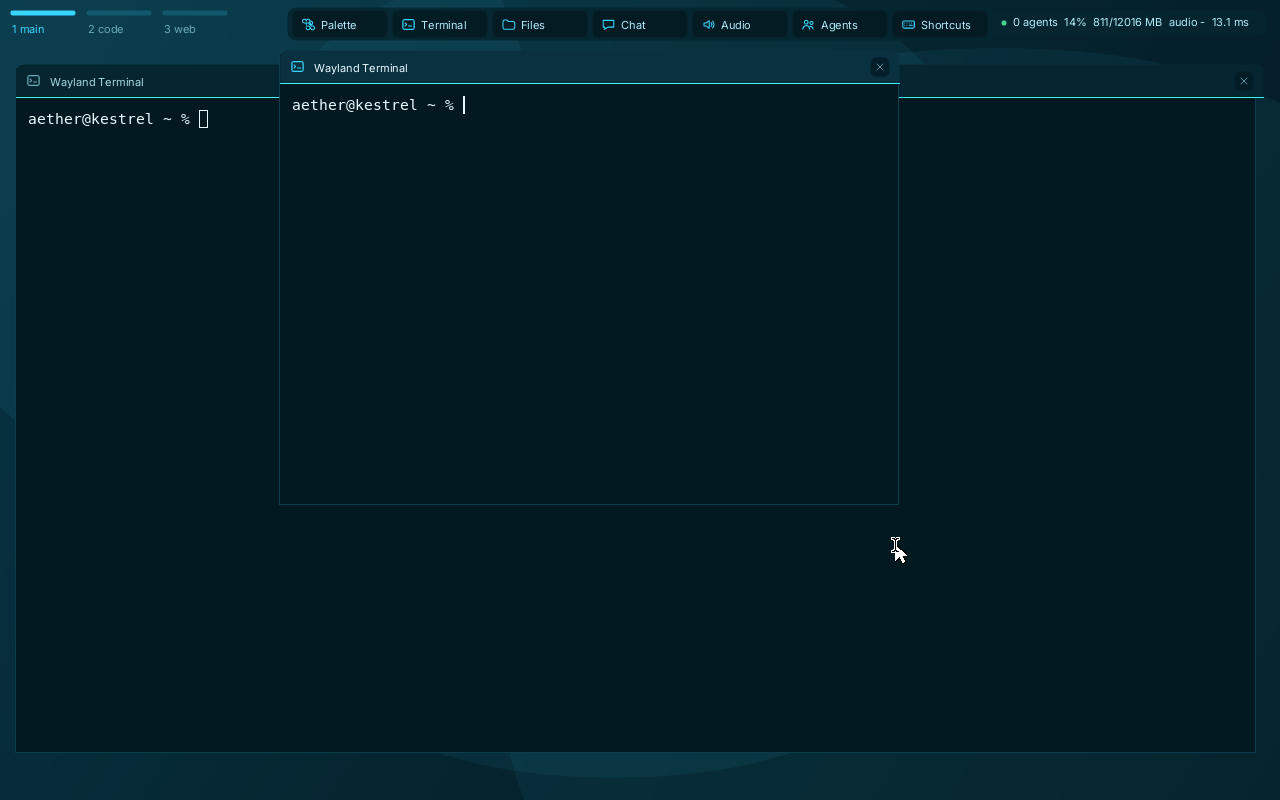 1 main
2 code
3 web
Palette
Terminal
Files
Chat
Audio
Agents
Shortcuts
0 agents 14% 811/12016 MB audio - 13.1 ms
Wayland Terminal
aether@kestrel ~ %
Wayland Terminal
aether@kestrel ~ %